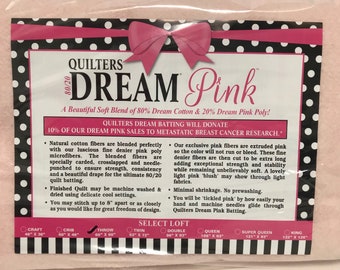 QUILTERS
80/20 DREAM Pink™
A Beautiful Soft Blend of 80% Dream Cotton & 20% Dream Pink Poly!
QUILTERS DREAM BATTING WILL DONATE
10% OF OUR DREAM PINK SALES TO METASTATIC BREAST CANCER RESEARCH.*
• Natural cotton fibers are blended perfectly
with our luscious fine denier pink poly
microfibers. The blended fibers are
specially carded, crosslapped and needle-
punched to ensure strength, consistency
and a beautiful drape for the ultimate 80/20
quilt batting.
• Finished Quilt may be machine washed &
dried using delicate cool settings.
• You may stitch up to 8" apart or as closely
as you would like for great freedom of design.
• Our exclusive pink fibers are extruded pink
so the color will not run or bleed. These fine
denier fibers are then cut to be extra long
adding exceptional strength and stability
while remaining unbelievably soft. A lovely
light pink 'blush' may show through light
fabrics.
• Minimal shrinkage. No prewashing.
• You will be 'tickled pink' by how easily your
hand and machine needles glide through
Quilters Dream Pink Batting.
SELECT LOFT
CRAFT CRIB THROW TWIN DOUBLE QUEEN SUPER QUEEN KING